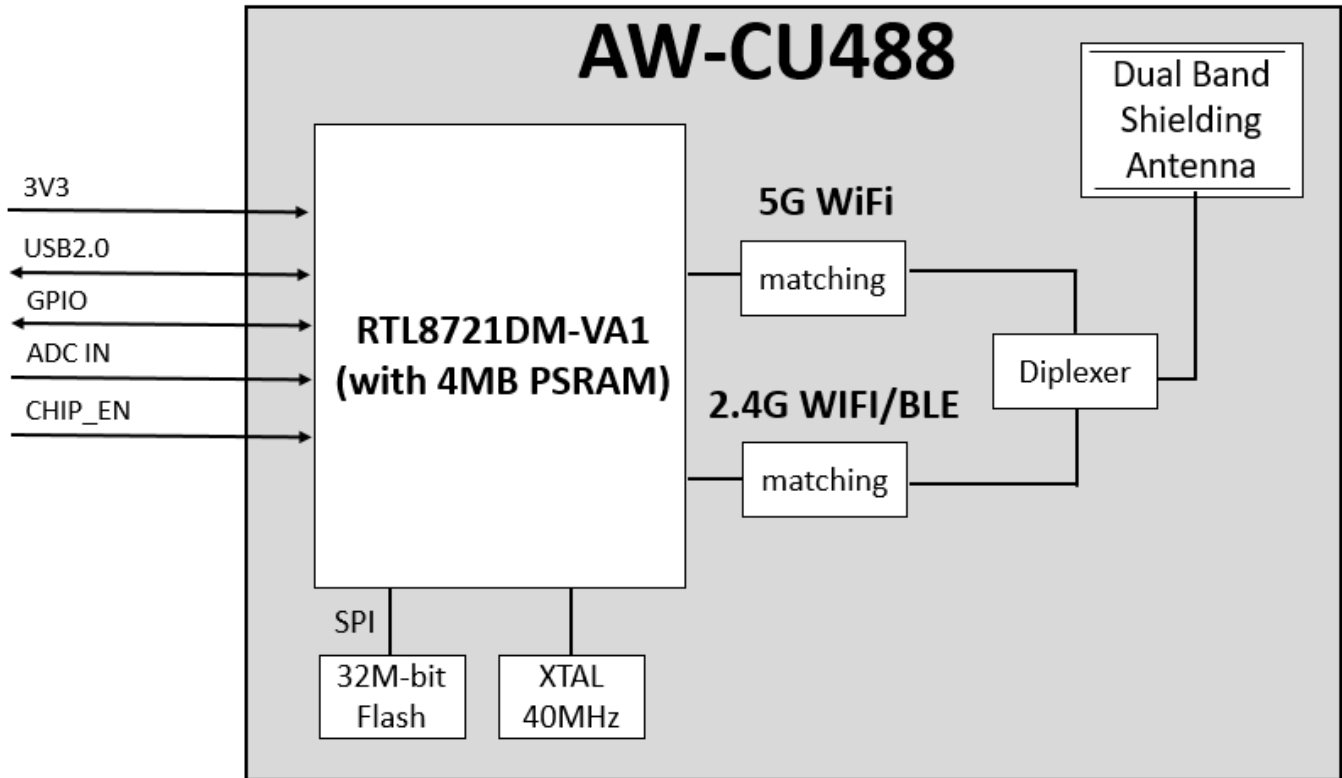 AW-CU488
Dual Band
Shielding
Antenna
3V3
USB2.0
GPIO
ADC IN
CHIP_EN
RTL8721DM-VA1
(with 4MB PSRAM)
5G WiFi
matching
Diplexer
2.4G WIFI/BLE
matching
SPI
32M-bit
Flash
XTAL
40MHz